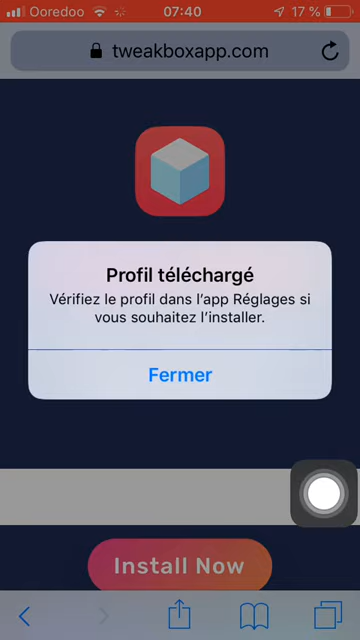 Ooredoo 07:40 17 %
tweakboxapp.com
Profil téléchargé
Vérifiez le profil dans l'app Réglages si
vous souhaitez l'installer.
Fermer
Install Now